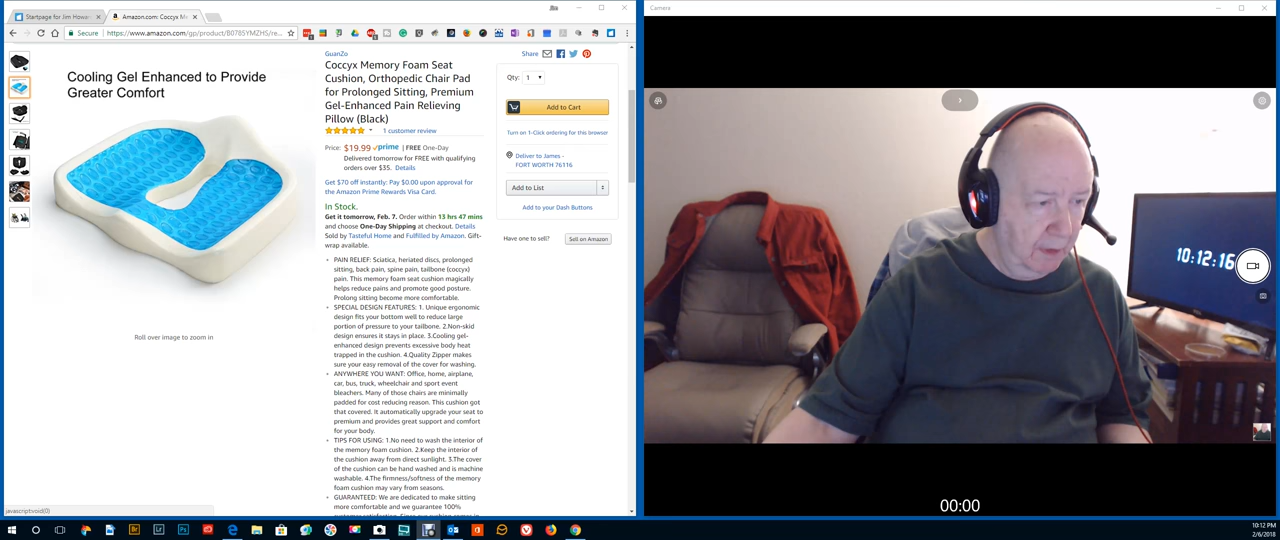 Startpage for Jim Howa
Amazon.com: Coccyx M
Secure
https://www.amazon.com/gp/product/B0785YMZHS/re...
Cooling Gel Enhanced to Provide
Greater Comfort
Roll over image to zoom in
GuanZo
Coccyx Memory Foam Seat
Cushion, Orthopedic Chair Pad
for Prolonged Sitting, Premium
Gel-Enhanced Pain Relieving
Pillow (Black)
1 customer review
Price: $19.99 prime | FREE One-Day
Delivered tomorrow for FREE with qualifying
orders over $35. Details
Get $70 off instantly: Pay $0.00 upon approval for
the Amazon Prime Rewards Visa Card.
In Stock.
Get it tomorrow, Feb. 7. Order within 13 hrs 47 mins
and choose One-Day Shipping at checkout. Details
Sold by Tasteful Home and Fulfilled by Amazon. Gift-
wrap available.
• PAIN RELIEF: Sciatica, heriated discs, prolonged
sitting, back pain, spine pain, tailbone (coccyx)
pain. This memory foam seat cushion magically
helps reduce pains and promote good posture.
Prolong sitting become more comfortable.
• SPECIAL DESIGN FEATURES: 1. Unique ergonomic
design fits your bottom well to reduce large
portion of pressure to your tailbone. 2.Non-skid
design ensures it stays in place. 3.Cooling gel-
enhanced design prevents excessive body heat
trapped in the cushion. 4.Quality Zipper makes
sure your easy removal of the cover for washing.
• ANYWHERE YOU WANT: Office, home, airplane,
car, bus, truck, wheelchair and sport event
bleachers. Many of those chairs are minimally
padded for cost reducing reason. This cushion got
that covered. It automatically upgrade your seat to
premium and provides great support and comfort
for your body.
• TIPS FOR USING: 1.No need to wash the interior of
the memory foam cushion. 2.Keep the interior of
the cushion away from direct sunlight. 3.The cover
of the cushion can be hand washed and is machine
washable. 4.The firmness/softness of the memory
foam cushion may vary from seasons.
• GUARANTEED: We are dedicated to make sitting
more comfortable and we guarantee 100%
Share
Qty: 1
Add to Cart
Turn on 1-Click ordering for this browser
Deliver to James -
FORT WORTH 76116
Add to List
Add to your Dash Buttons
Have one to sell?
Sell on Amazon
javascript:void(0)
Camera
10:12:16
00:00
10:12 PM
2/6/2018